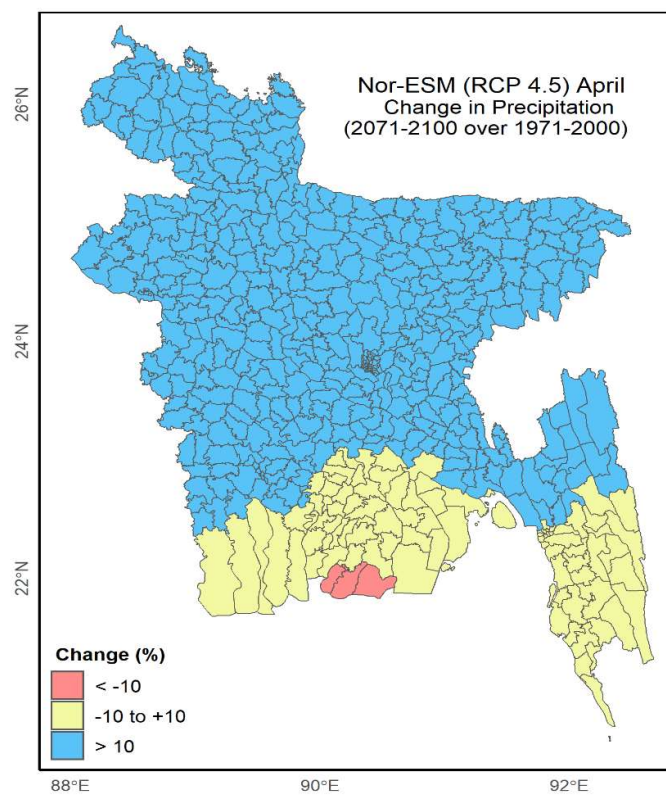 Nor-ESM (RCP 4.5) April
Change in Precipitation
(2071-2100 over 1971-2000)
26°N
24°N
22°N
Change (%)
< -10
-10 to +10
> 10
88°E
90°E
92°E